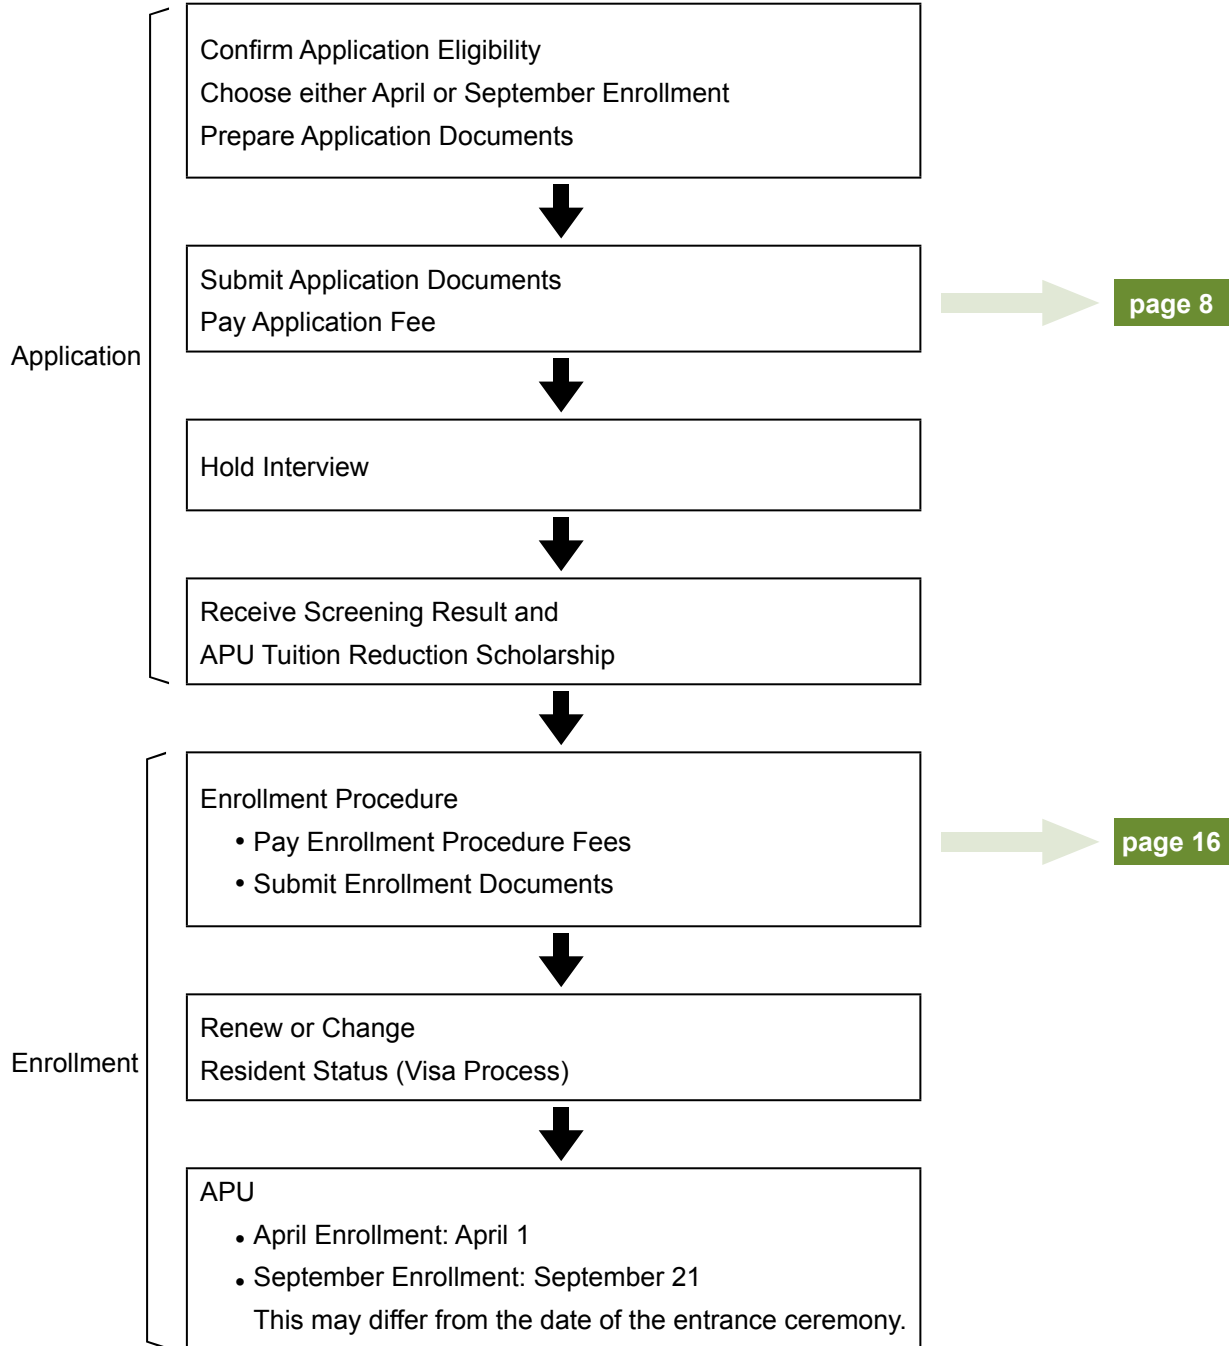 Confirm Application Eligibility
Choose either April or September Enrollment
Prepare Application Documents
Submit Application Documents
Pay Application Fee
page 8
Application
Hold Interview
Receive Screening Result and
APU Tuition Reduction Scholarship
Enrollment Procedure
• Pay Enrollment Procedure Fees
• Submit Enrollment Documents
page 16
Renew or Change
Resident Status (Visa Process)
Enrollment
APU
• April Enrollment: April 1
• September Enrollment: September 21
This may differ from the date of the entrance ceremony.